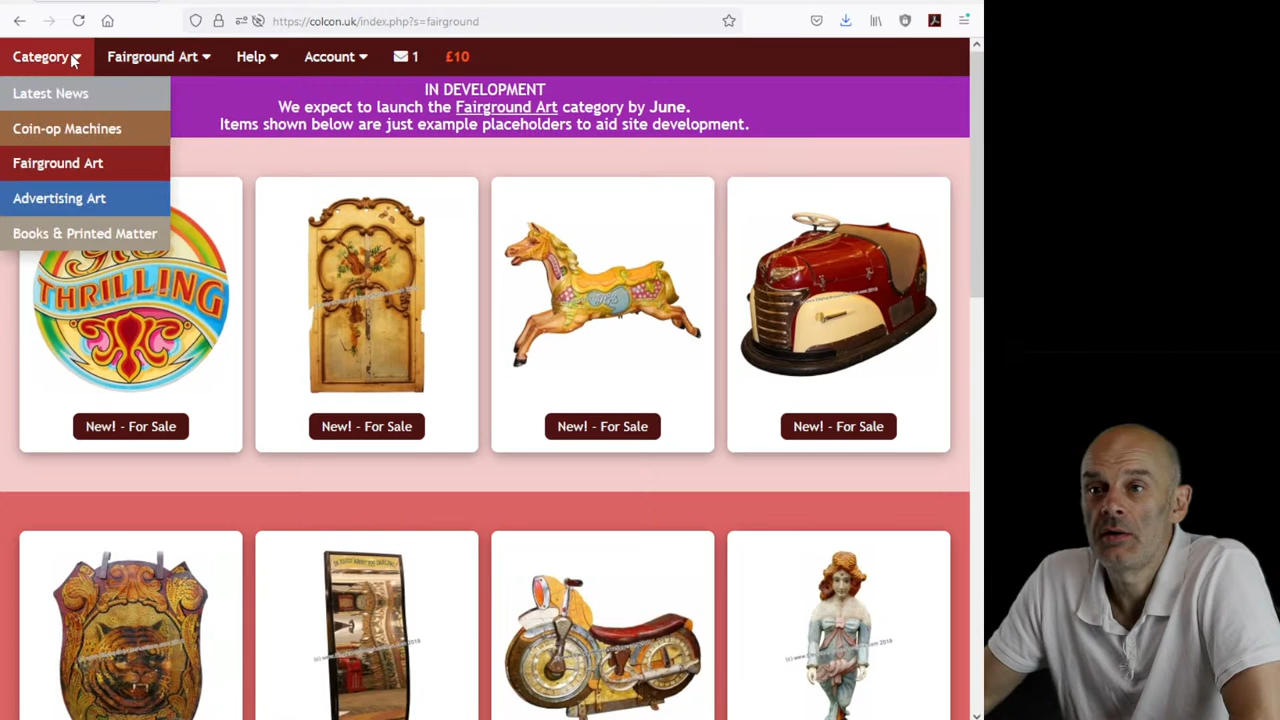 https://colcon.uk/index.php?s=fairground
Category
Fairground Art
Help
Account
1
£10
Latest News
Coin-op Machines
Fairground Art
Advertising Art
Books & Printed Matter
IN DEVELOPMENT
We expect to launch the Fairground Art category by June.
Items shown below are just example placeholders to aid site development.
THRILLING
New! - For Sale
New! - For Sale
New! - For Sale
New! - For Sale